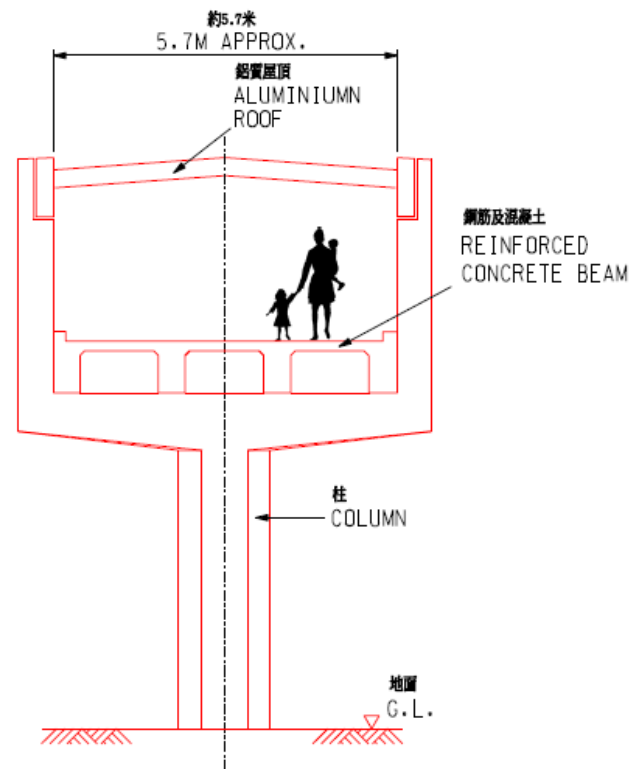 約5.7米
5.7M APPROX.
鋁質屋頂
ALUMINIUMN
ROOF
鋼筋及混凝土
REINFORCED
CONCRETE BEAM
柱
COLUMN
地面
G.L.